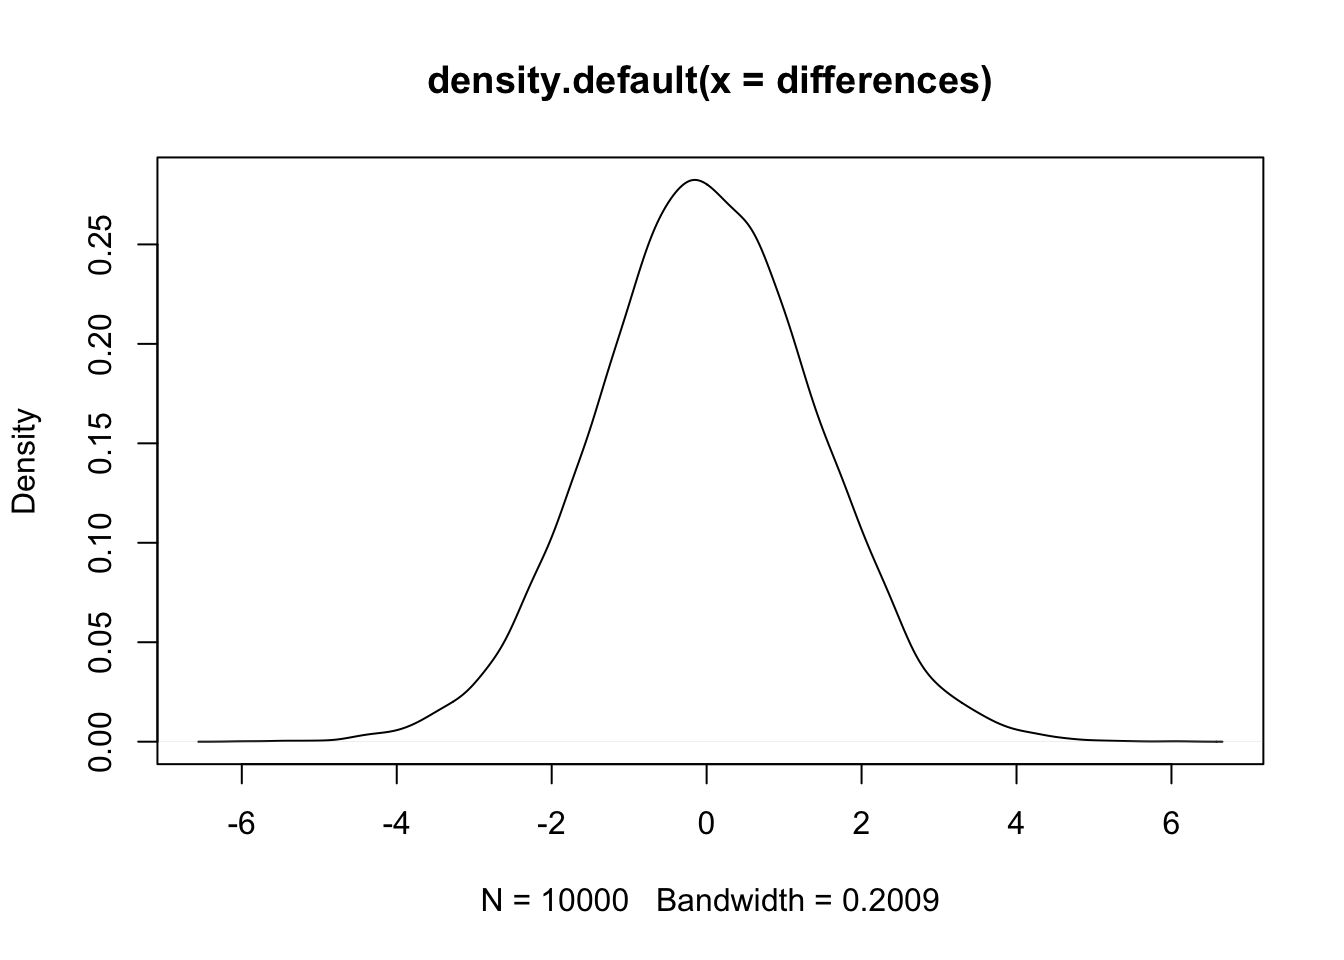 density.default(x = differences)
Density
0.00
0.05
0.10
0.15
0.20
0.25
-6 -4 -2 0 2 4 6
N = 10000 Bandwidth = 0.2009